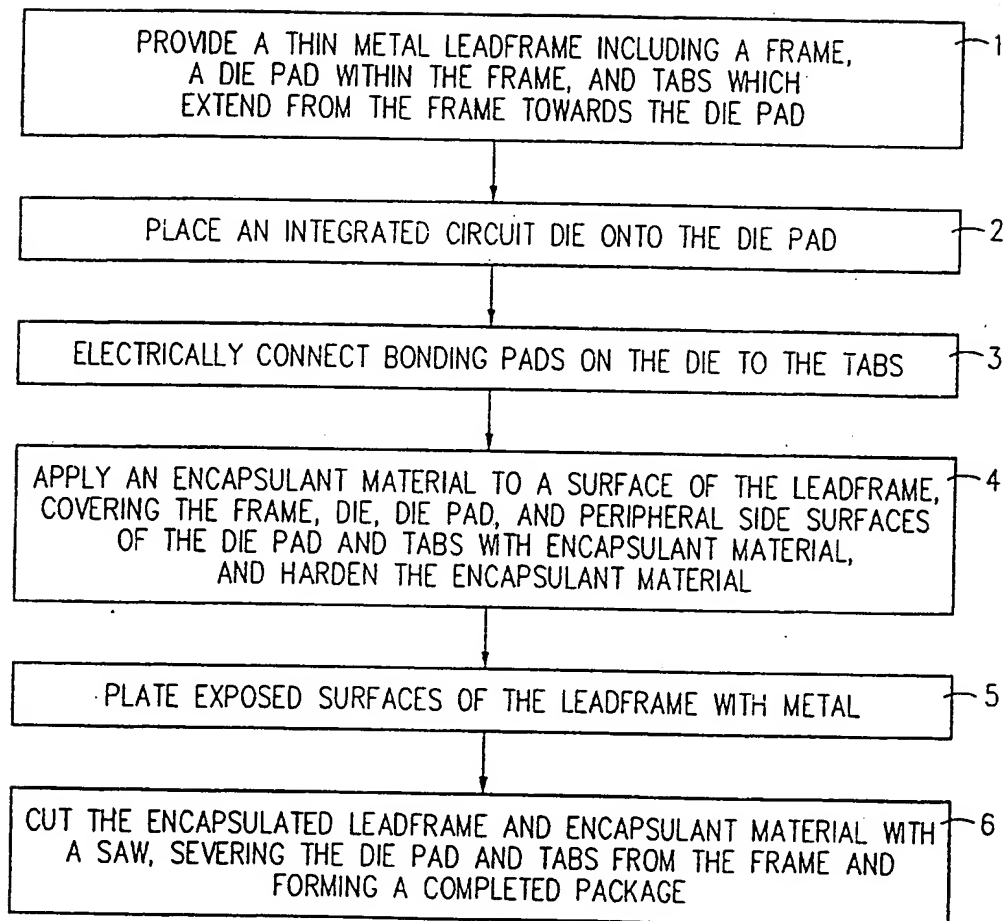 PROVIDE A THIN METAL LEADFRAME INCLUDING A FRAME,
A DIE PAD WITHIN THE FRAME, AND TABS WHICH
EXTEND FROM THE FRAME TOWARDS THE DIE PAD
1
PLACE AN INTEGRATED CIRCUIT DIE ONTO THE DIE PAD
2
ELECTRICALLY CONNECT BONDING PADS ON THE DIE TO THE TABS
3
APPLY AN ENCAPSULANT MATERIAL TO A SURFACE OF THE LEADFRAME,
COVERING THE FRAME, DIE, DIE PAD, AND PERIPHERAL SIDE SURFACES
OF THE DIE PAD AND TABS WITH ENCAPSULANT MATERIAL,
AND HARDEN THE ENCAPSULANT MATERIAL
4
PLATE EXPOSED SURFACES OF THE LEADFRAME WITH METAL
5
CUT THE ENCAPSULATED LEADFRAME AND ENCAPSULANT MATERIAL WITH
A SAW, SEVERING THE DIE PAD AND TABS FROM THE FRAME AND
FORMING A COMPLETED PACKAGE
6